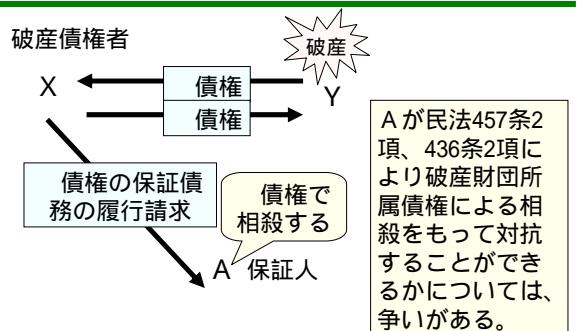 破産債権者
破産
X
債権
Y
債権
債権の保証債
務の履行請求
債権で
相殺する
A 保証人
Aが民法457条2
項、436条2項に
より破産財団所
属債権による相
殺をもって対抗
することができ
るかについては、
争いがある。